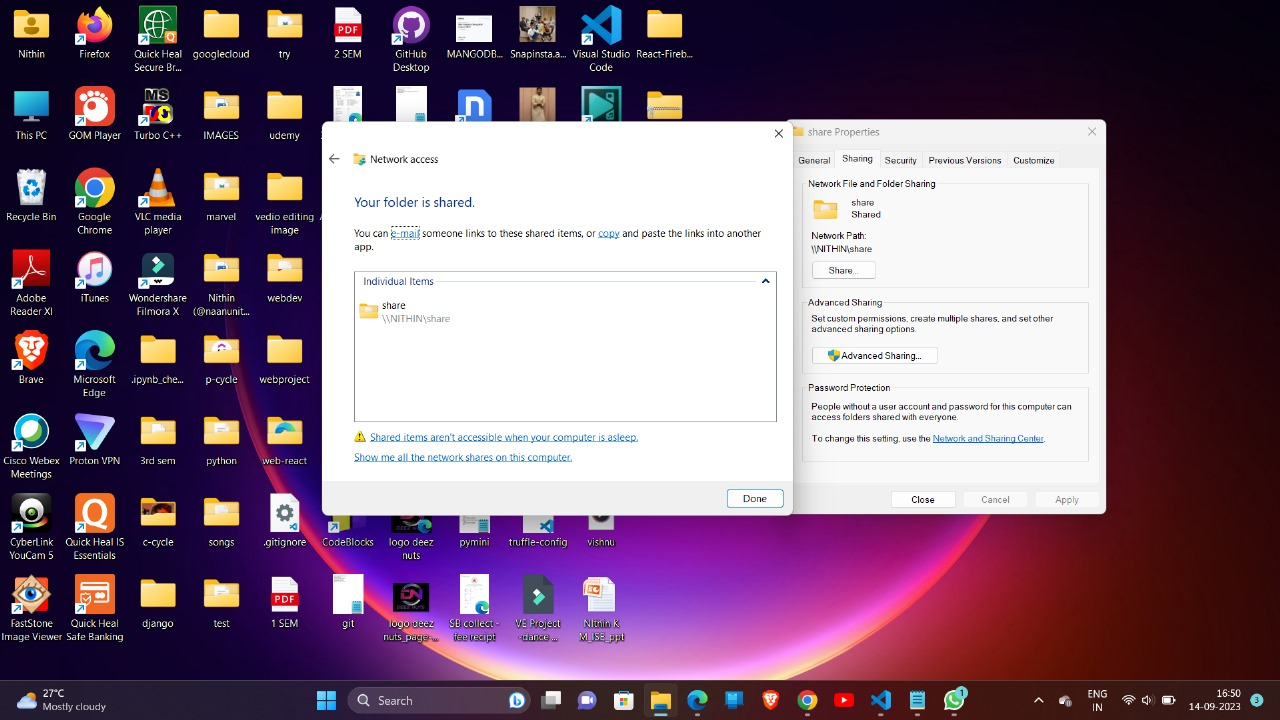 nithin
Firefox
Quick Heal
Secure Br...
googlecloud
try
PDF
2 SEM
GitHub
Desktop
MANGODB...
Snapinsta.a...
Visual Studio
Code
React-Fireb...
This PC
GOM Player
MS
Turbo C++
IMAGES
udemy
Recycle Bin
Google
Chrome
VLC media
player
marvel
vedio editing
image
Adobe
Reader XI
iTunes
Wondershare
Filmora X
Nithin
(@naanunit...
webdev
Brave
Microsoft
Edge
.ipynb_che...
p-cycle
webproject
Cisco Webex
Meetings
Proton VPN
3rd sem
python
web-react
CyberLink
YouCam 5
Quick Heal IS
Essentials
c-cycle
songs
.gitignore
CodeBlocks
logo deez
nuts
pymini
truffle-config
vishnu
FastStone
Image Viewer
Quick Heal
Safe Banking
django
test
PDF
1 SEM
git
logo deez
nuts_page-...
SB collect -
fee recipt
VE Project
-dance ...
Nithin K
M_ISE_ppt
Network access
Your folder is shared.
You can e-mail someone links to these shared items, or copy and paste the links into another
app.
Individual Items
share
\\NITHIN\share
Shared items aren't accessible when your computer is asleep.
Show me all the network shares on this computer.
Done
share Properties
General Sharing Security Previous Versions Customize
Network File and Folder Sharing
share
Shared
Network Path:
\\NITHIN\share
Share...
Advanced Sharing
Set custom permissions, create multiple shares, and set other
advanced sharing options.
Advanced Sharing...
Password Protection
People without a user account and password for this computer can
access folders shared with everyone.
To change this setting, use the Network and Sharing Center.
Close Cancel Apply
27°C
Mostly cloudy
Search
1
ENG
IN
16:50
14-09-2023
3